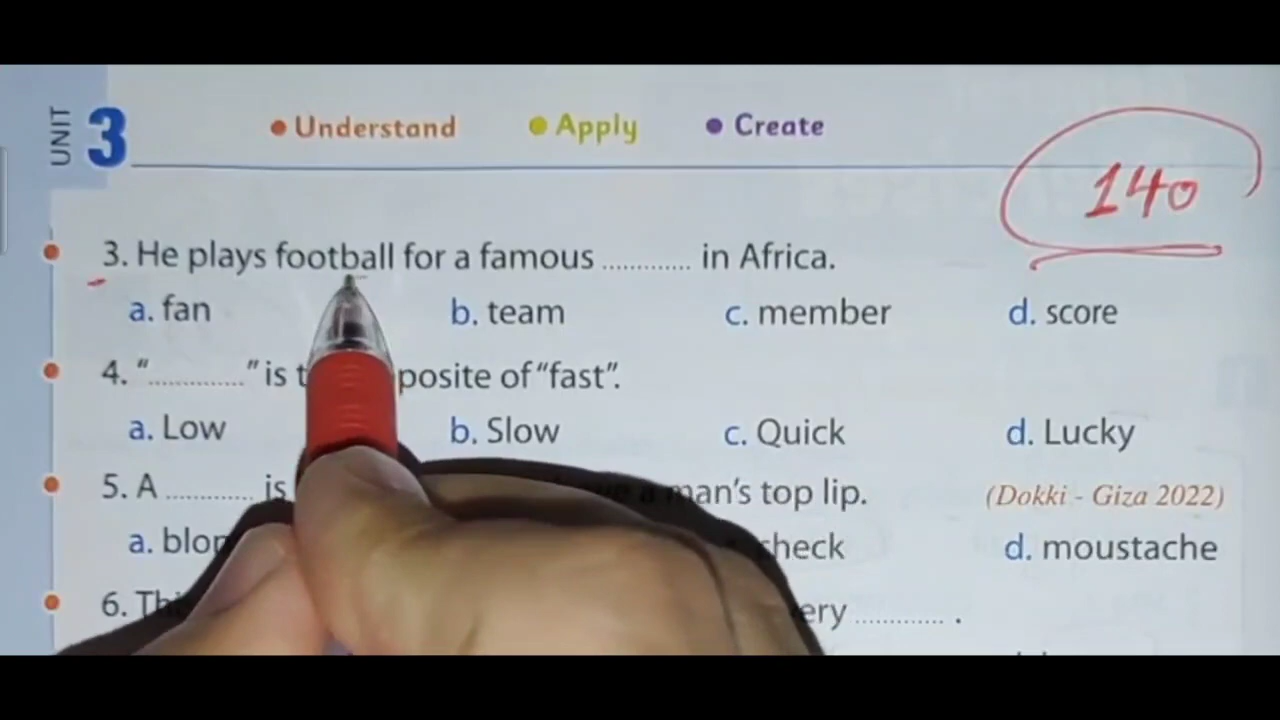 UNIT 3
Understand Apply Create
140
3. He plays football for a famous ............ in Africa.
a. fan b. team c. member d. score
4. "............." is posite of "fast".
a. Low b. Slow c. Quick d. Lucky
5. A ............ is a man's top lip. (Dokki - Giza 2022)
a. check d. moustache
6. ery ............ .